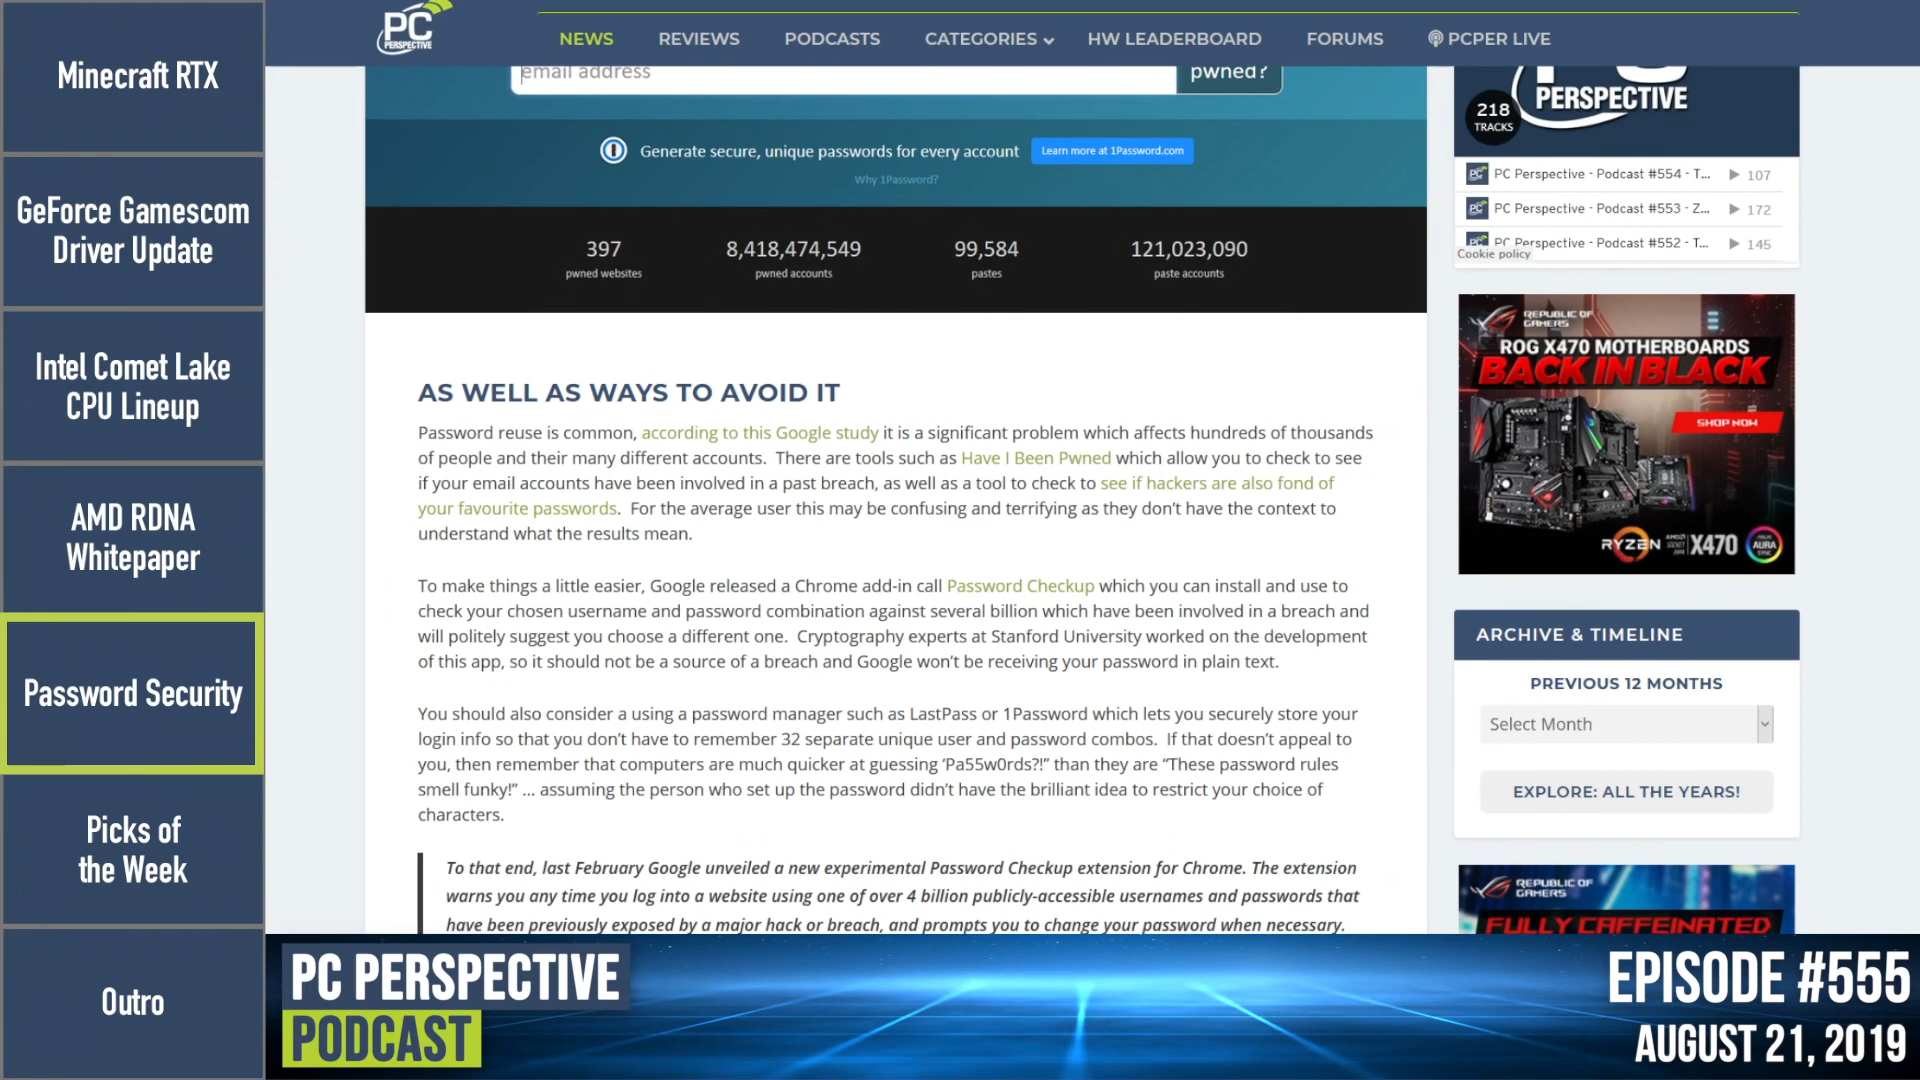 Minecraft RTX
GeForce Gamescom
Driver Update
Intel Comet Lake
CPU Lineup
AMD RDNA
Whitepaper
Password Security
Picks of
the Week
Outro
PC
PERSPECTIVE
NEWS
REVIEWS
PODCASTS
CATEGORIES
HW LEADERBOARD
FORUMS
PCPER LIVE
email address
pwned?
Generate secure, unique passwords for every account
Learn more at 1Password.com
Why 1Password?
397
pwned websites
8,418,474,549
pwned accounts
99,584
pastes
121,023,090
paste accounts
AS WELL AS WAYS TO AVOID IT
Password reuse is common, according to this Google study it is a significant problem which affects hundreds of thousands
of people and their many different accounts. There are tools such as Have I Been Pwned which allow you to check to see
if your email accounts have been involved in a past breach, as well as a tool to check to see if hackers are also fond of
your favourite passwords. For the average user this may be confusing and terrifying as they don't have the context to
understand what the results mean.
To make things a little easier, Google released a Chrome add-in call Password Checkup which you can install and use to
check your chosen username and password combination against several billion which have been involved in a breach and
will politely suggest you choose a different one. Cryptography experts at Stanford University worked on the development
of this app, so it should not be a source of a breach and Google won't be receiving your password in plain text.
You should also consider a using a password manager such as LastPass or 1Password which lets you securely store your
login info so that you don't have to remember 32 separate unique user and password combos. If that doesn't appeal to
you, then remember that computers are much quicker at guessing 'Pa55w0rds?!" than they are "These password rules
smell funky!" ... assuming the person who set up the password didn't have the brilliant idea to restrict your choice of
characters.
To that end, last February Google unveiled a new experimental Password Checkup extension for Chrome. The extension
warns you any time you log into a website using one of over 4 billion publicly-accessible usernames and passwords that
have been previously exposed by a major hack or breach, and prompts you to change your password when necessary.
PERSPECTIVE
218
TRACKS
PC Perspective - Podcast #554 - T... 107
PC Perspective - Podcast #553 - Z... 172
PC Perspective - Podcast #552 - T... 145
Cookie policy
REPUBLIC OF
GAMERS
ROG X470 MOTHERBOARDS
BACK IN BLACK
SHOP NOW
RYZEN
AMD
SOCKET
AM4
X470
AURA
SYNC
ARCHIVE & TIMELINE
PREVIOUS 12 MONTHS
Select Month
EXPLORE: ALL THE YEARS!
REPUBLIC OF
GAMERS
FULLY CAFFEINATED
PC PERSPECTIVE
PODCAST
EPISODE #555
AUGUST 21, 2019